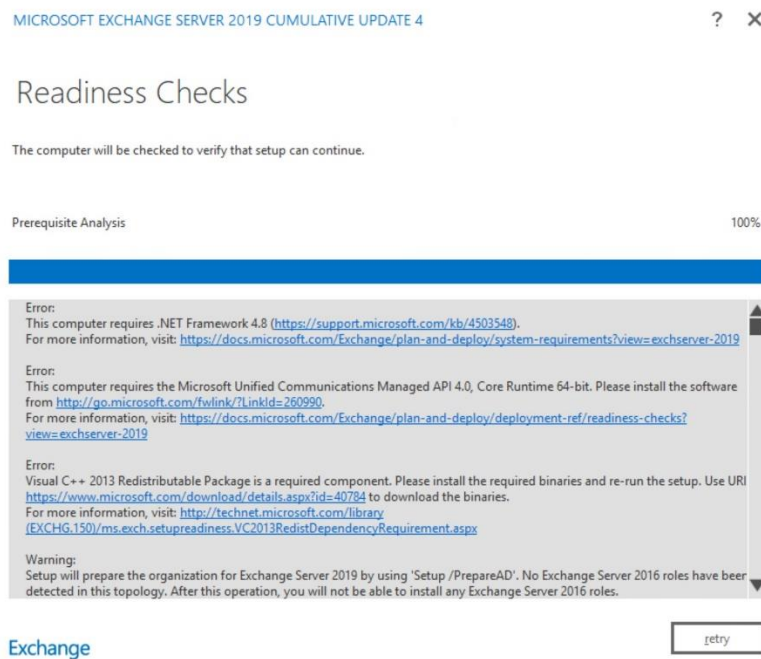 MICROSOFT EXCHANGE SERVER 2019 CUMULATIVE UPDATE 4
?
Readiness Checks
The computer will be checked to verify that setup can continue.
Prerequisite Analysis 100%
Error:
This computer requires .NET Framework 4.8 (https://support.microsoft.com/kb/4503548).
For more information, visit: https://docs.microsoft.com/Exchange/plan-and-deploy/system-requirements?view=exchserver-2019
Error:
This computer requires the Microsoft Unified Communications Managed API 4.0, Core Runtime 64-bit. Please install the software
from http://go.microsoft.com/fwlink/?LinkId=260990.
For more information, visit: https://docs.microsoft.com/Exchange/plan-and-deploy/deployment-ref/readiness-checks?
view=exchserver-2019
Error:
Visual C++ 2013 Redistributable Package is a required component. Please install the required binaries and re-run the setup. Use URl
https://www.microsoft.com/download/details.aspx?id=40784 to download the binaries.
For more information, visit: http://technet.microsoft.com/library
(EXCHG.150)/ms.exch.setupreadiness.VC2013RedistDependencyRequirement.aspx
Warning:
Setup will prepare the organization for Exchange Server 2019 by using 'Setup /PrepareAD'. No Exchange Server 2016 roles have beer
detected in this topology. After this operation, you will not be able to install any Exchange Server 2016 roles.
Exchange
retry